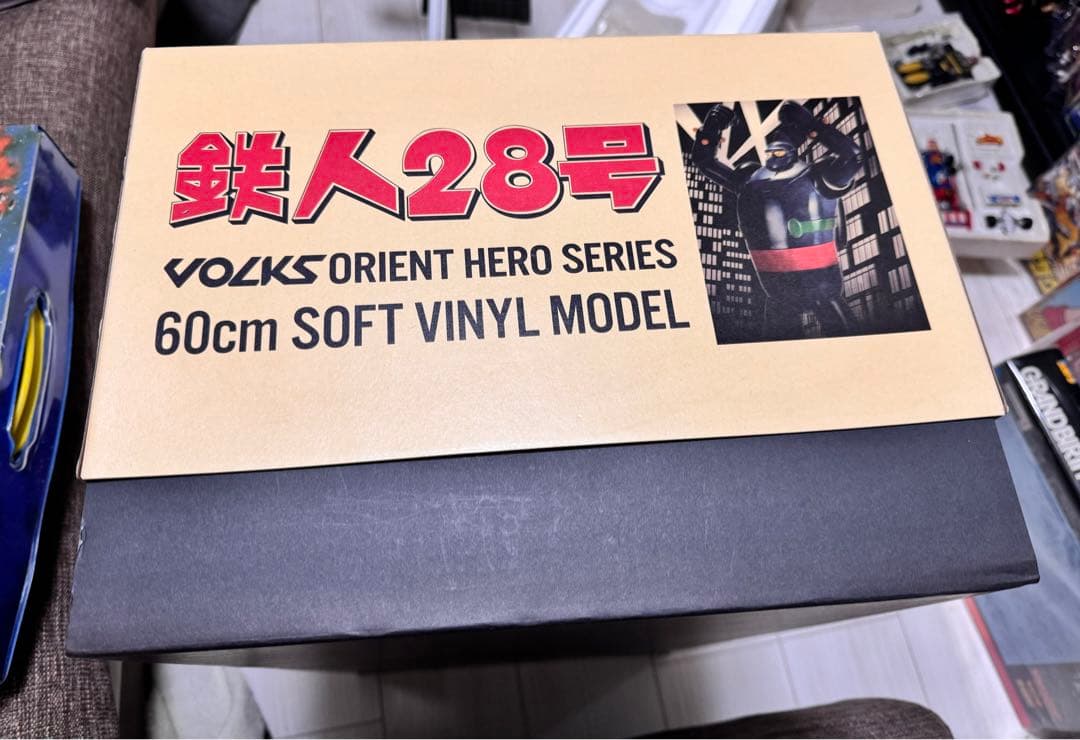 鉄人28号
VOLKS ORIENT HERO SERIES
60cm SOFT VINYL MODEL